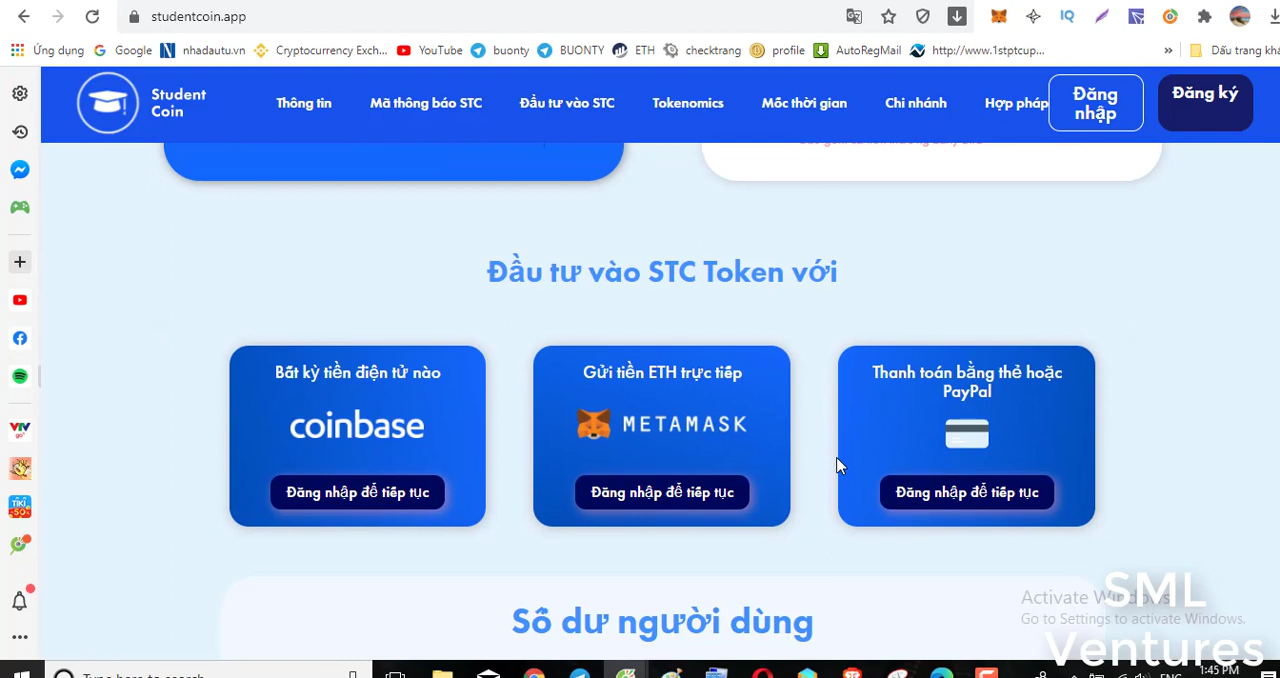 studentcoin.app
Ứng dụng Google nhadautu.vn Cryptocurrency Exch... YouTube buonty BUONTY ETH checktrang profile AutoRegMail http://www.1stptcup... » Dấu trang
Student
Coin
Thông tin Mã thông báo STC Đầu tư vào STC Tokenomics Mốc thời gian Chi nhánh Hợp pháp
Đăng
nhập
Đăng ký
Đầu tư vào STC Token với
Bất kỳ tiền điện tử nào
coinbase
Đăng nhập để tiếp tục
Gửi tiền ETH trực tiếp
METAMASK
Đăng nhập để tiếp tục
Thanh toán bằng thẻ hoặc
PayPal
Đăng nhập để tiếp tục
Số dư người dùng
Activate Windows
Go to Settings to activate Windows.
SML
Ventures
Type here to search
1:45 PM
ENG